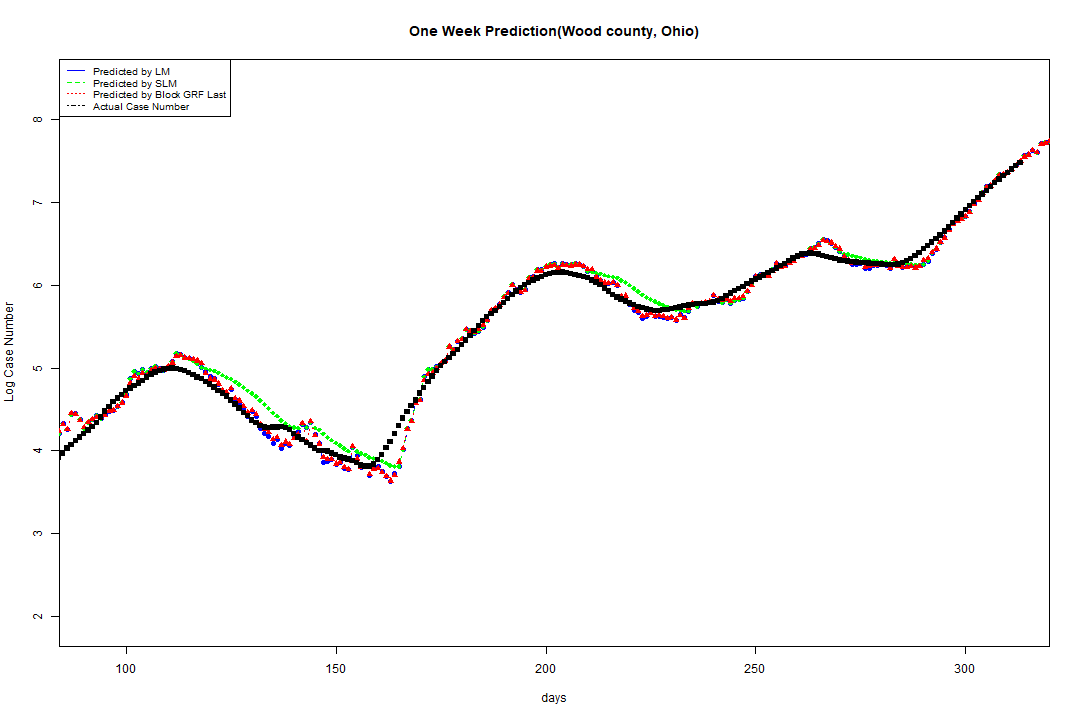 One Week Prediction(Wood county, Ohio)
Predicted by LM
Predicted by SLM
Predicted by Block GRF Last
Actual Case Number
8
7
6
5
4
3
2
Log Case Number
100 150 200 250 300
days